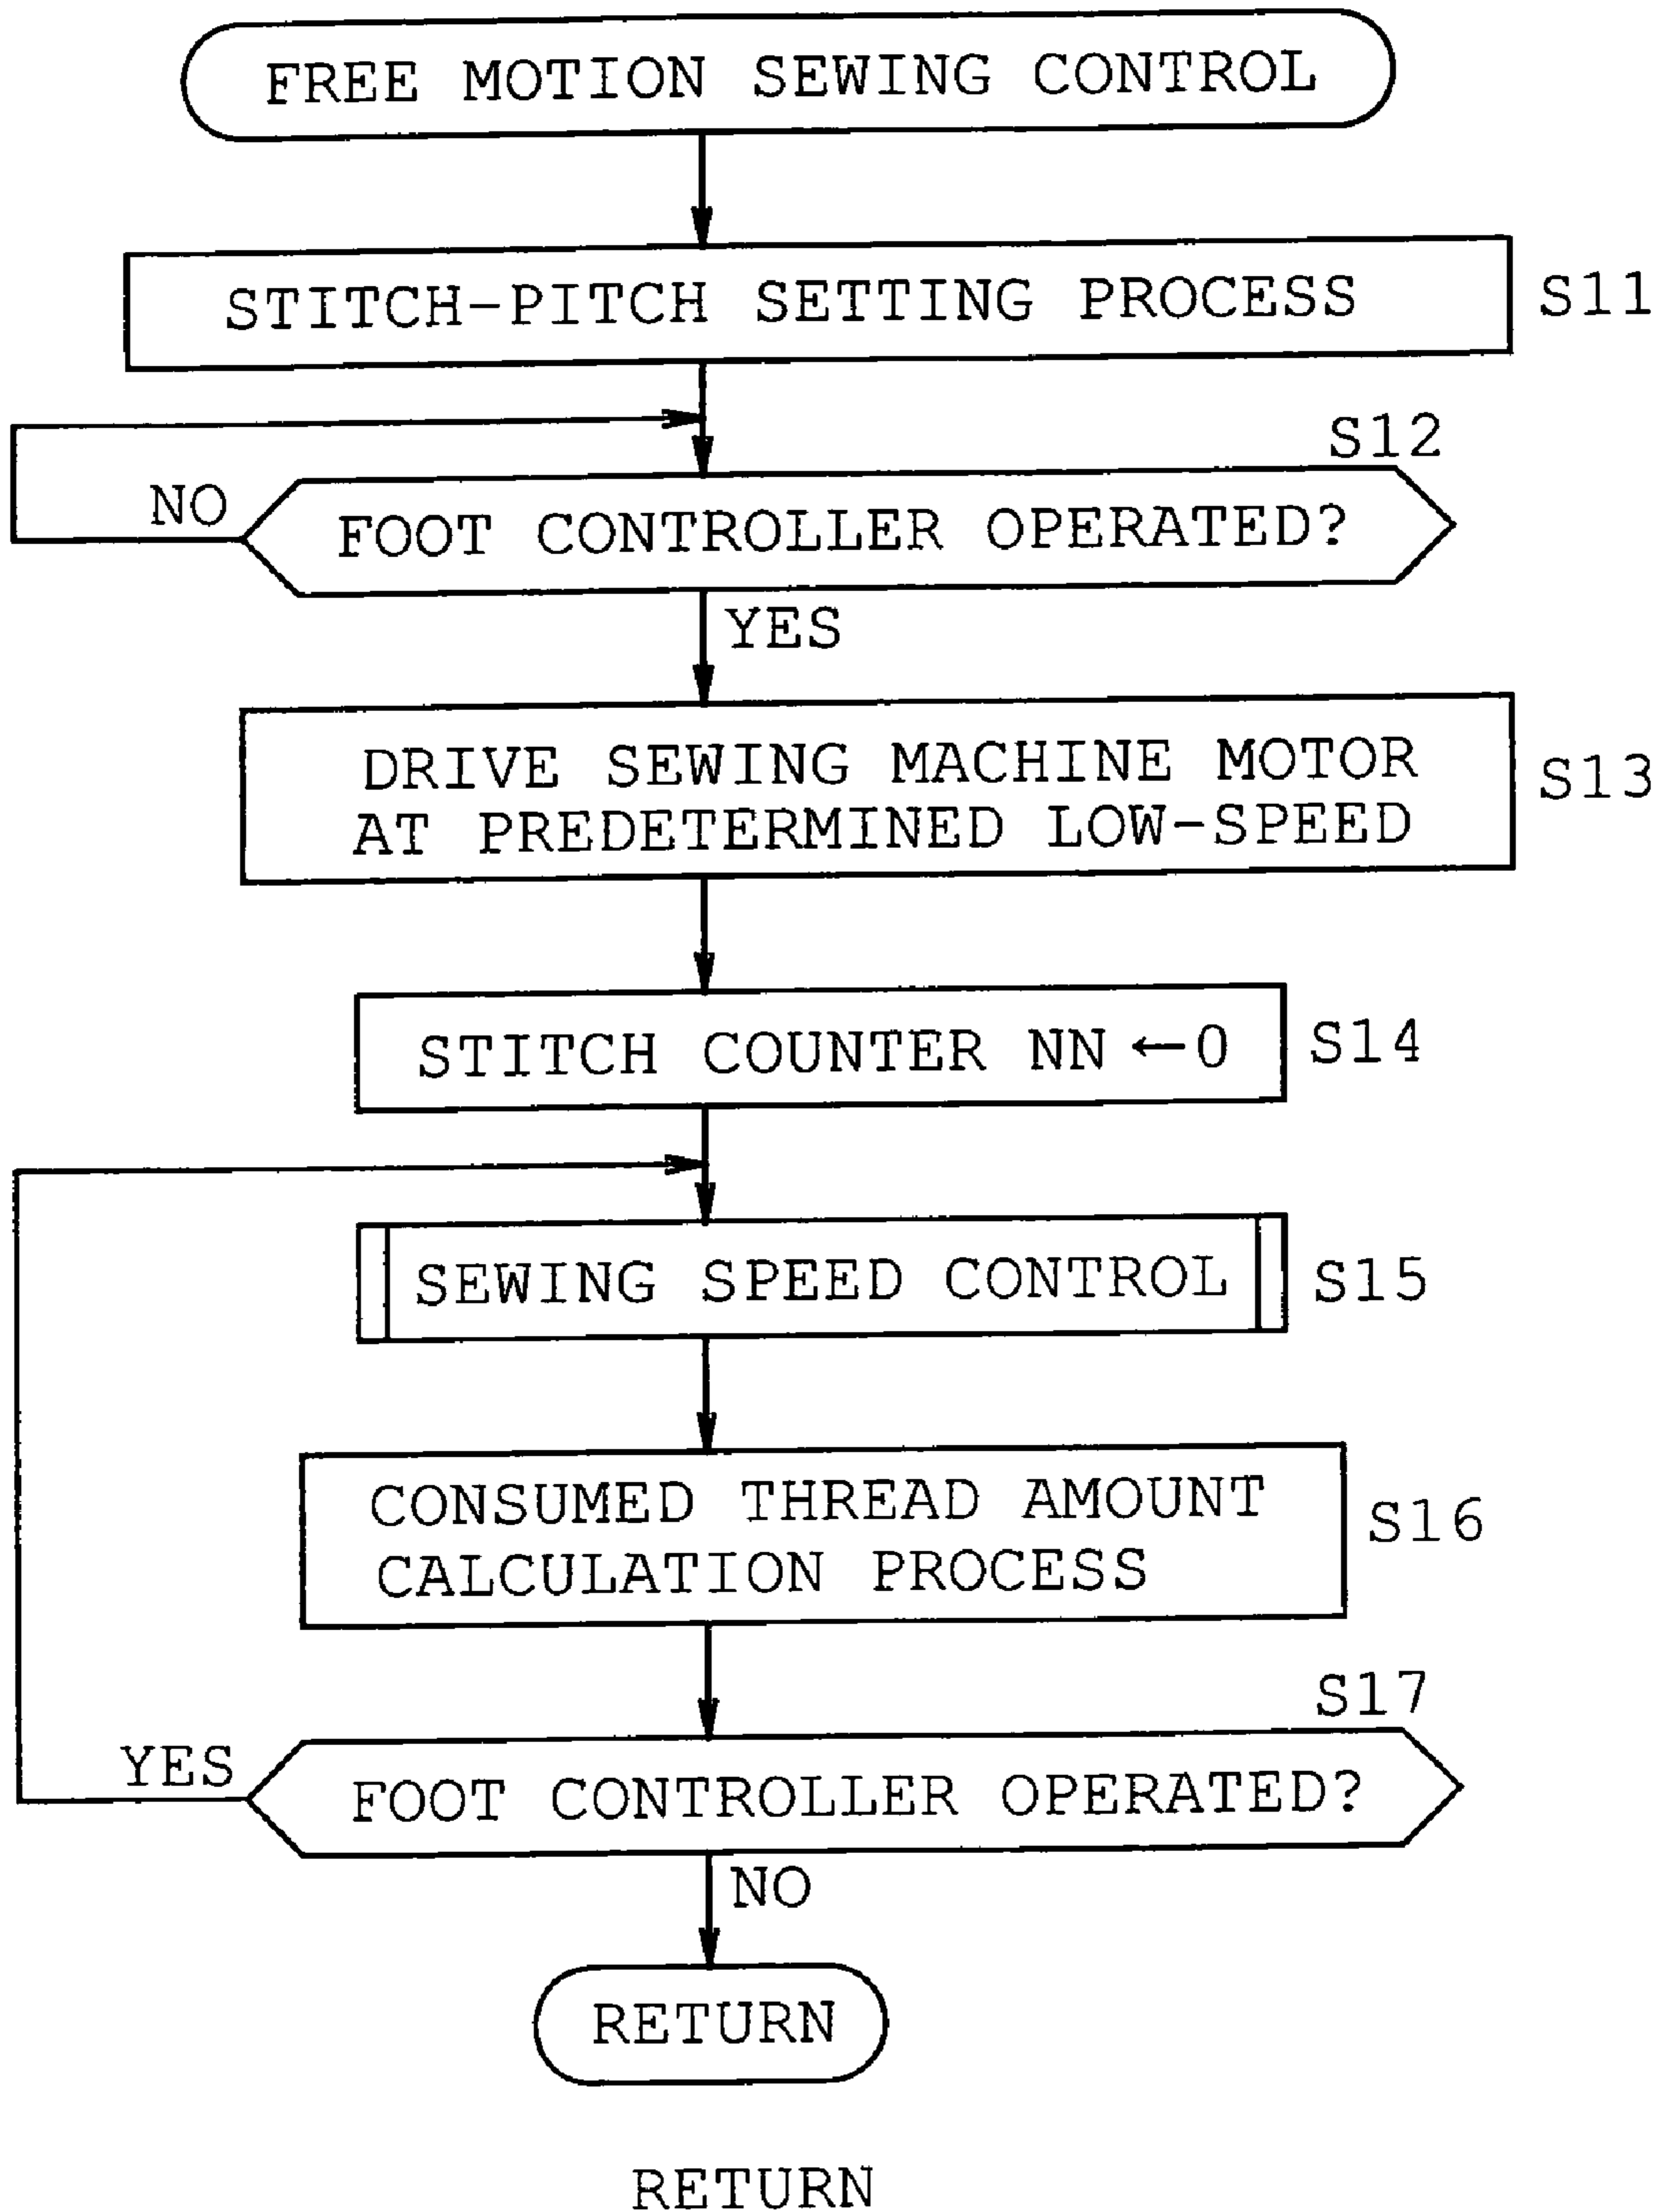 FREE MOTION SEWING CONTROL
STITCH-PITCH SETTING PROCESS
S11
S12
NO
FOOT CONTROLLER OPERATED?
YES
DRIVE SEWING MACHINE MOTOR
AT PREDETERMINED LOW-SPEED
S13
STITCH COUNTER NN ←0
S14
SEWING SPEED CONTROL
S15
CONSUMED THREAD AMOUNT
CALCULATION PROCESS
S16
S17
YES
FOOT CONTROLLER OPERATED?
NO
RETURN
RETURN